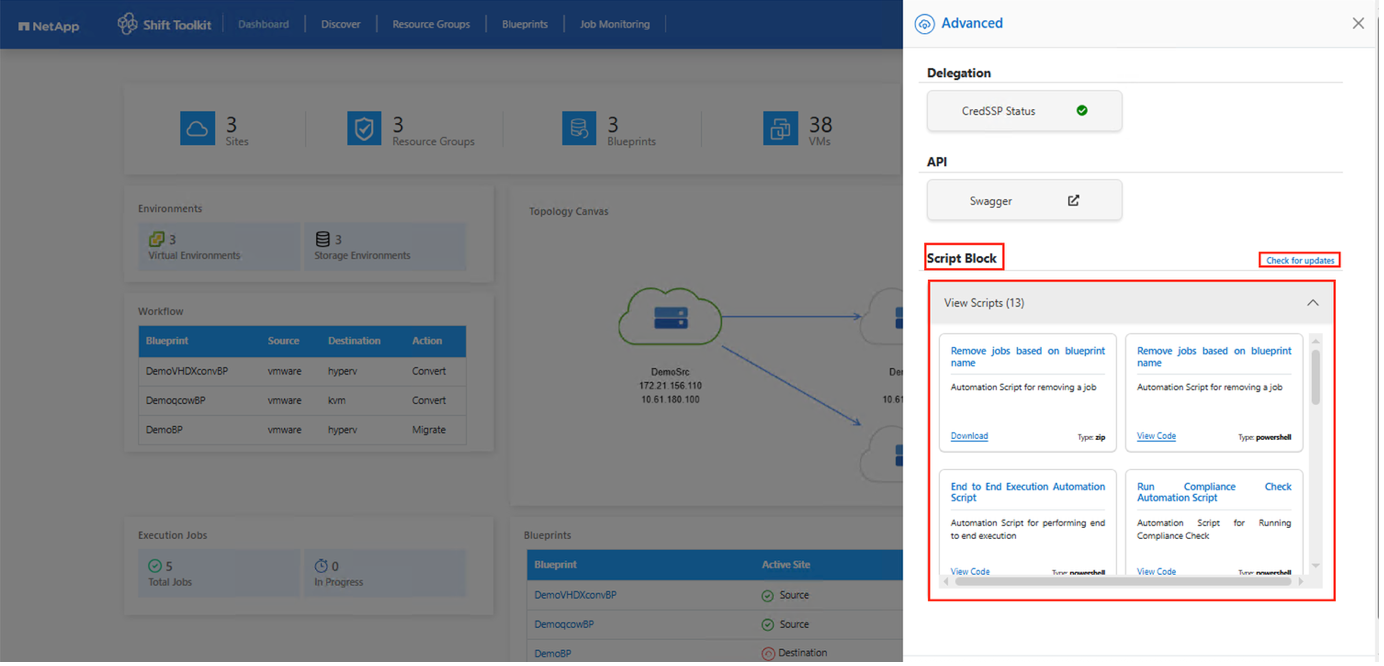 NetApp
Shift Toolkit
Dashboard
Discover
Resource Groups
Blueprints
Job Monitoring
3
Sites
3
Resource Groups
3
Blueprints
38
VMs
Environments
3
Virtual Environments
3
Storage Environments
Topology Canvas
Workflow
Blueprint Source Destination Action
DemoVHDXconvBP vmware hyperv Convert
DemoqcowBP vmware kvm Convert
DemoBP vmware hyperv Migrate
DemoSrc
172.21.156.110
10.61.180.100
Execution Jobs
5
Total Jobs
0
In Progress
Blueprints
Blueprint Active Site
DemoVHDXconvBP Source
DemoqcowBP Source
DemoBP Destination
Advanced
Delegation
CredSSP Status
API
Swagger
Script Block
Check for updates
View Scripts (13)
Remove jobs based on blueprint
name
Automation Script for removing a job
Download Type: zip
Remove jobs based on blueprint
name
Automation Script for removing a job
View Code Type: powershell
End to End Execution Automation
Script
Automation Script for performing end
to end execution
View Code Type: powershell
Run Compliance Check
Automation Script
Automation Script for Running
Compliance Check
View Code Type: powershell